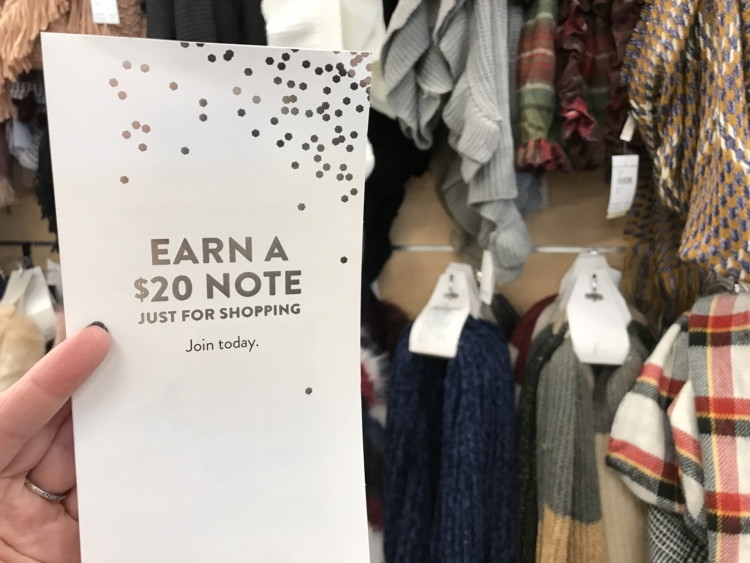 EARN A
$20 NOTE
JUST FOR SHOPPING
Join today.